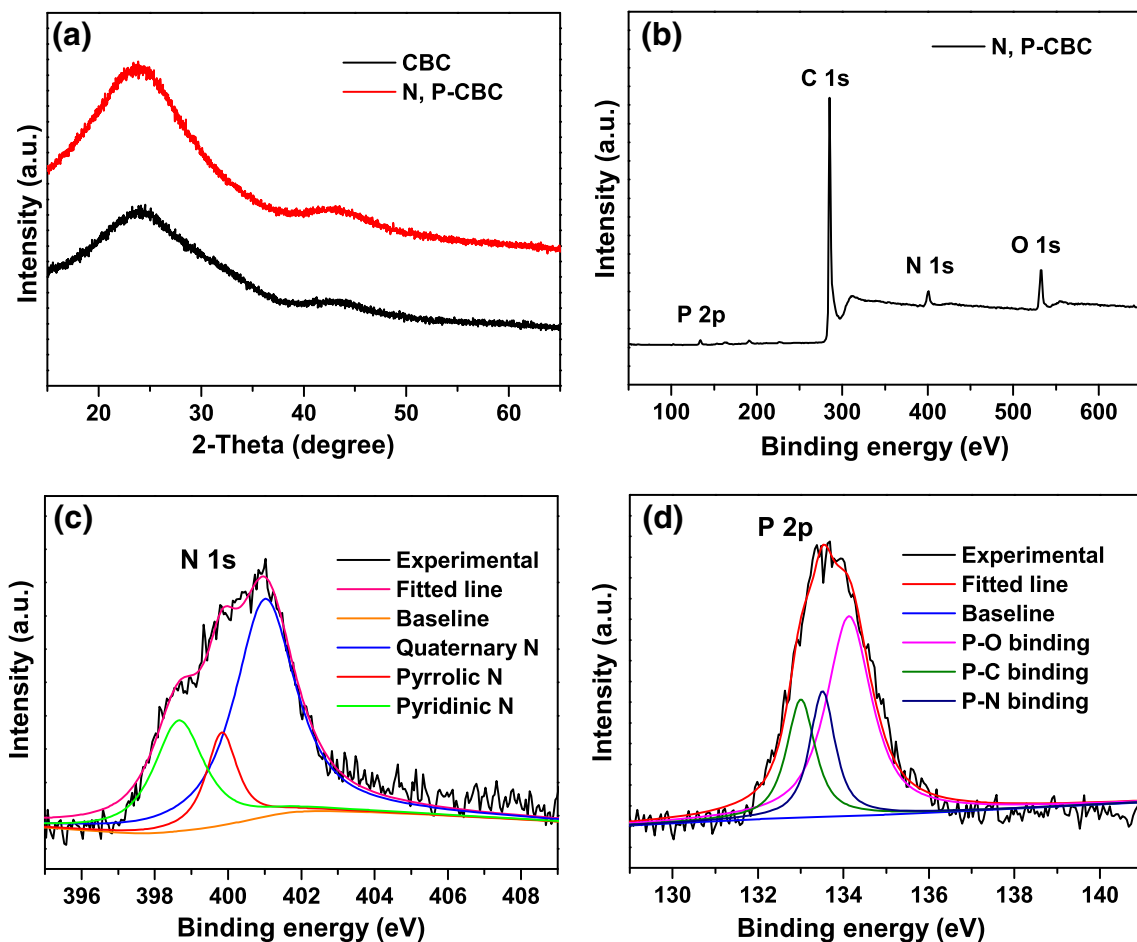 (a)
CBC
N, P-CBC
Intensity (a.u.)
20 30 40 50 60
2-Theta (degree)
(b)
N, P-CBC
C 1s
N 1s
O 1s
P 2p
Intensity (a.u.)
100 200 300 400 500 600
Binding energy (eV)
(c)
N 1s
Experimental
Fitted line
Baseline
Quaternary N
Pyrrolic N
Pyridinic N
Intensity (a.u.)
396 398 400 402 404 406 408
Binding energy (eV)
(d)
P 2p
Experimental
Fitted line
Baseline
P-O binding
P-C binding
P-N binding
Intensity (a.u.)
130 132 134 136 138 140
Binding energy (eV)